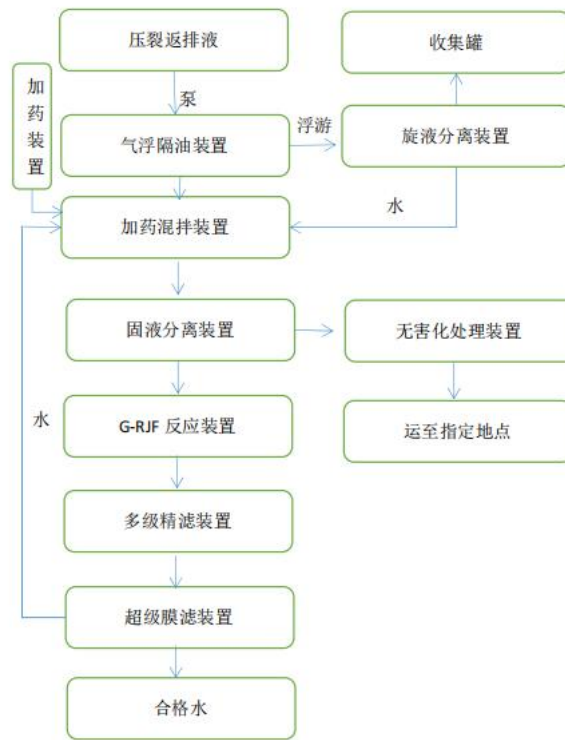 压裂返排液
收集罐
加药装置
泵
气浮隔油装置
浮游
旋液分离装置
水
加药混拌装置
固液分离装置
无害化处理装置
水
G-RJF 反应装置
运至指定地点
多级精滤装置
超级膜滤装置
合格水